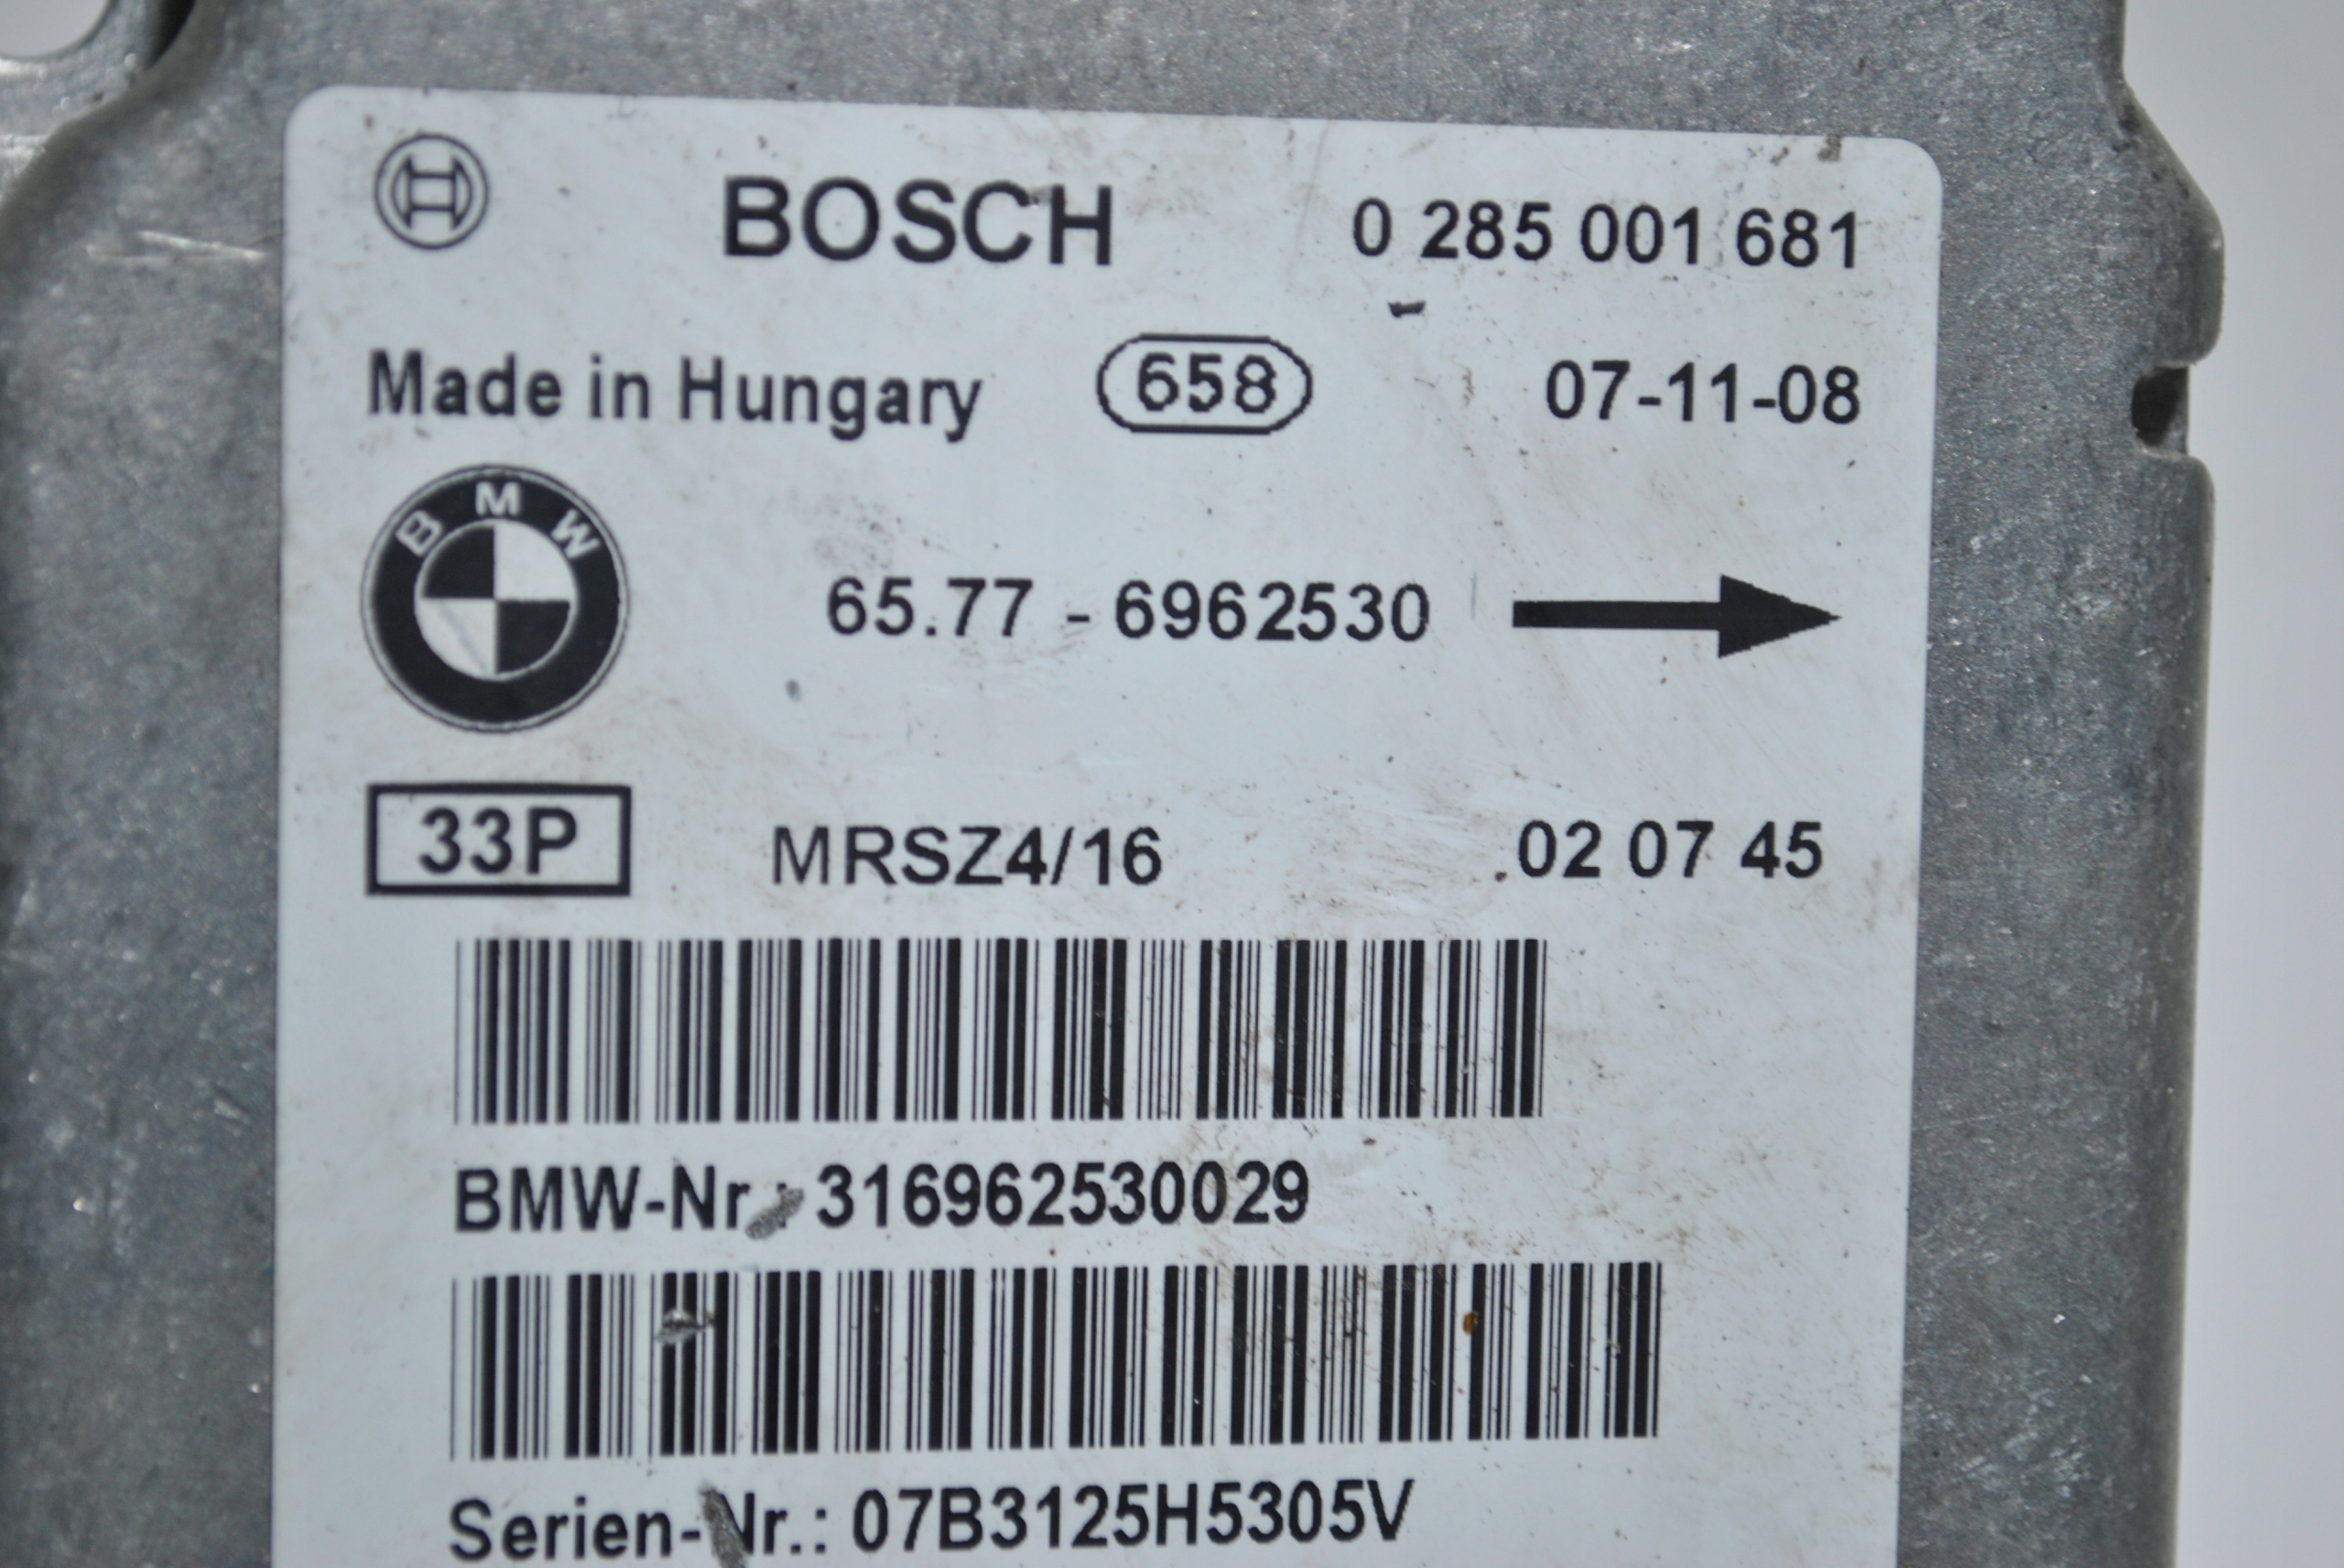 BOSCH 0 285 001 681
Made in Hungary 658 07-11-08
BMW
65.77 - 6962530
33P MRSZ4/16 02 07 45
BMW-Nr.: 316962530029
Serien-Nr.: 07B3125H5305V